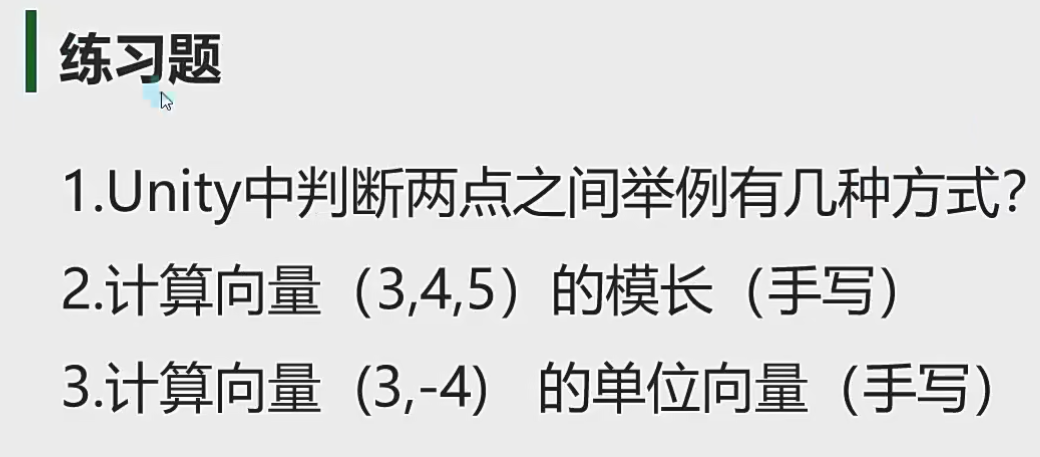 练习题
1.Unity中判断两点之间举例有几种方式?
2.计算向量（3,4,5）的模长（手写）
3.计算向量（3,-4） 的单位向量（手写）